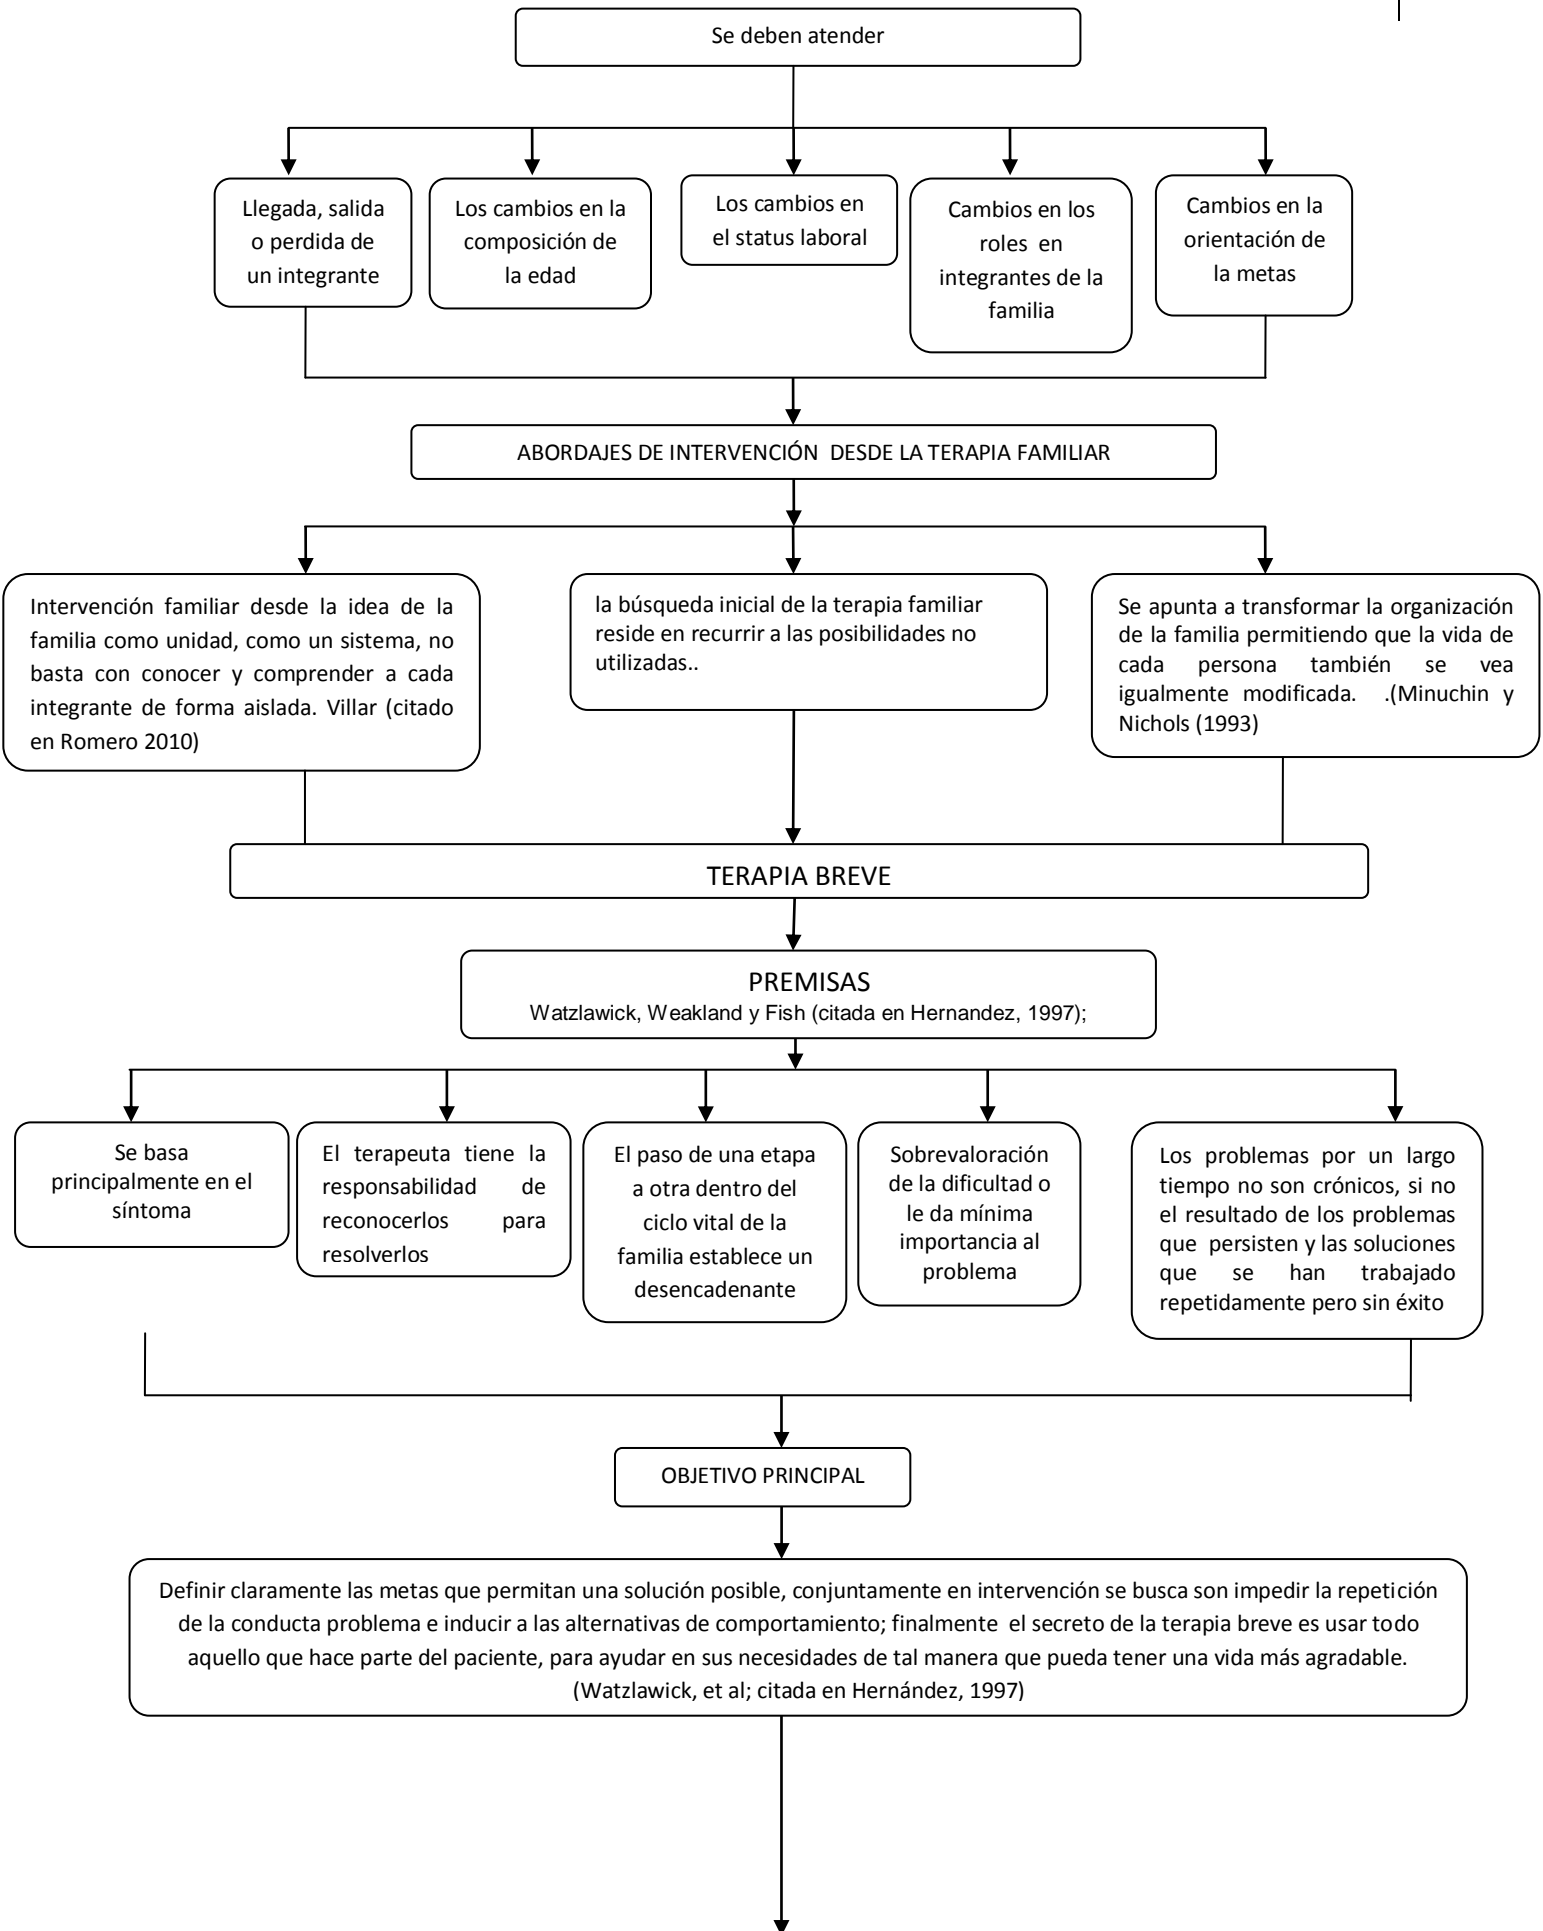 Se deben atender
Llegada, salida
o perdida de
un integrante
Los cambios en la
composición de
la edad
Los cambios en
el status laboral
Cambios en los
roles en
integrantes de la
familia
Cambios en la
orientación de
la metas
ABORDAJES DE INTERVENCIÓN DESDE LA TERAPIA FAMILIAR
Intervención familiar desde la idea de la
familia como unidad, como un sistema, no
basta con conocer y comprender a cada
integrante de forma aislada. Villar (citado
en Romero 2010)
la búsqueda inicial de la terapia familiar
reside en recurrir a las posibilidades no
utilizadas..
Se apunta a transformar la organización
de la familia permitiendo que la vida de
cada persona también se vea
igualmente modificada. .(Minuchin y
Nichols (1993)
TERAPIA BREVE
PREMISAS
Watzlawick, Weakland y Fish (citada en Hernandez, 1997);
Se basa
principalmente en el
síntoma
El terapeuta tiene la
responsabilidad de
reconocerlos para
resolverlos
El paso de una etapa
a otra dentro del
ciclo vital de la
familia establece un
desencadenante
Sobrevaloración
de la dificultad o
le da mínima
importancia al
problema
Los problemas por un largo
tiempo no son crónicos, si no
el resultado de los problemas
que persisten y las soluciones
que se han trabajado
repetidamente pero sin éxito
OBJETIVO PRINCIPAL
Definir claramente las metas que permitan una solución posible, conjuntamente en intervención se busca son impedir la repetición
de la conducta problema e inducir a las alternativas de comportamiento; finalmente el secreto de la terapia breve es usar todo
aquello que hace parte del paciente, para ayudar en sus necesidades de tal manera que pueda tener una vida más agradable.
(Watzlawick, et al; citada en Hernández, 1997)